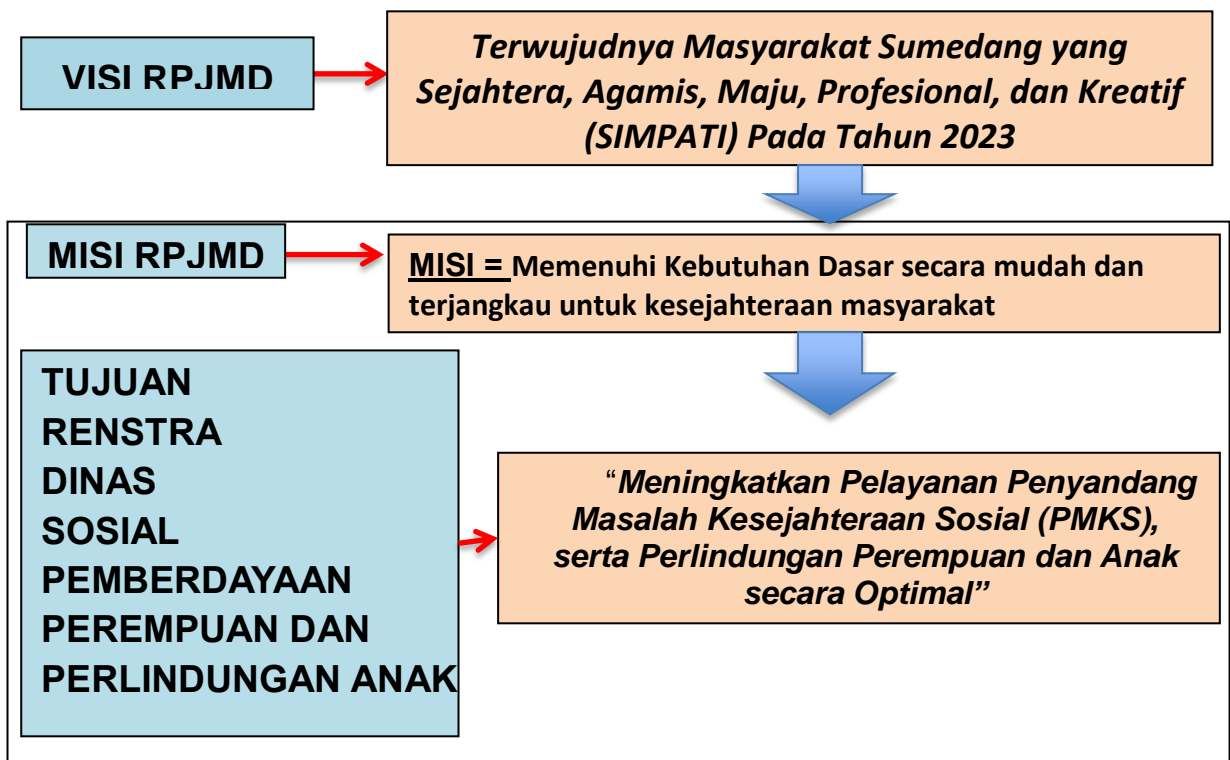 VISI RPJMD
Terwujudnya Masyarakat Sumedang yang
Sejahtera, Agamis, Maju, Profesional, dan Kreatif
(SIMPATI) Pada Tahun 2023
MISI RPJMD
MISI = Memenuhi Kebutuhan Dasar secara mudah dan
terjangkau untuk kesejahteraan masyarakat
TUJUAN
RENSTRA
DINAS
SOSIAL
PEMBERDAYAAN
PEREMPUAN DAN
PERLINDUNGAN ANAK
“Meningkatkan Pelayanan Penyandang
Masalah Kesejahteraan Sosial (PMKS),
serta Perlindungan Perempuan dan Anak
secara Optimal”